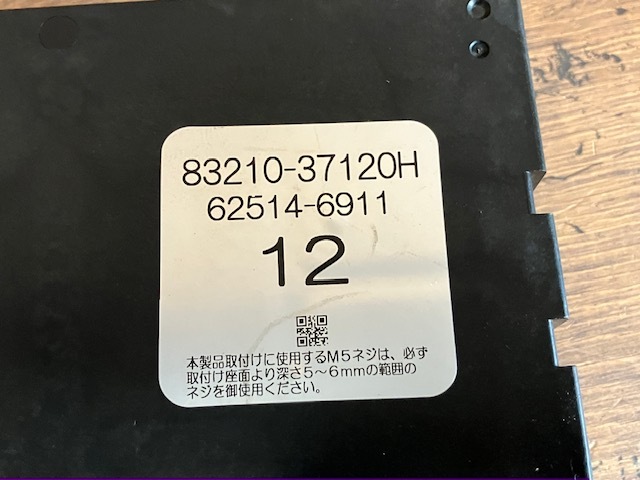 83210-37120H
62514-6911
12
本製品取付けに使用するM5ネジは、必ず
取付け座面より深さ5～6mmの範囲の
ネジを御使用ください。